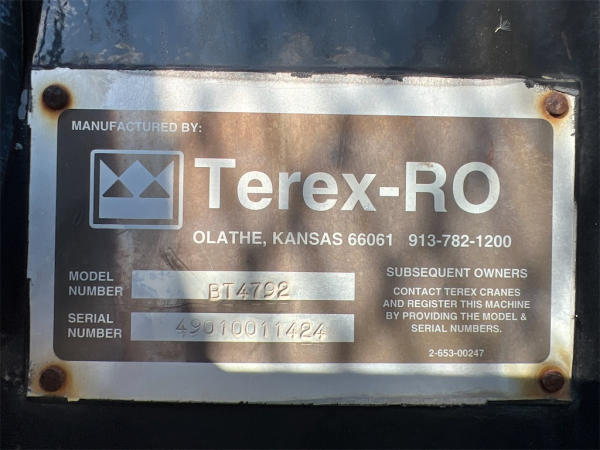 MANUFACTURED BY:
Terex-RO
OLATHE, KANSAS 66061 913-782-1200
MODEL
NUMBER BT4792
SERIAL
NUMBER 49010011424
SUBSEQUENT OWNERS
CONTACT TEREX CRANES
AND REGISTER THIS MACHINE
BY PROVIDING THE MODEL &
SERIAL NUMBERS.
2-653-00247